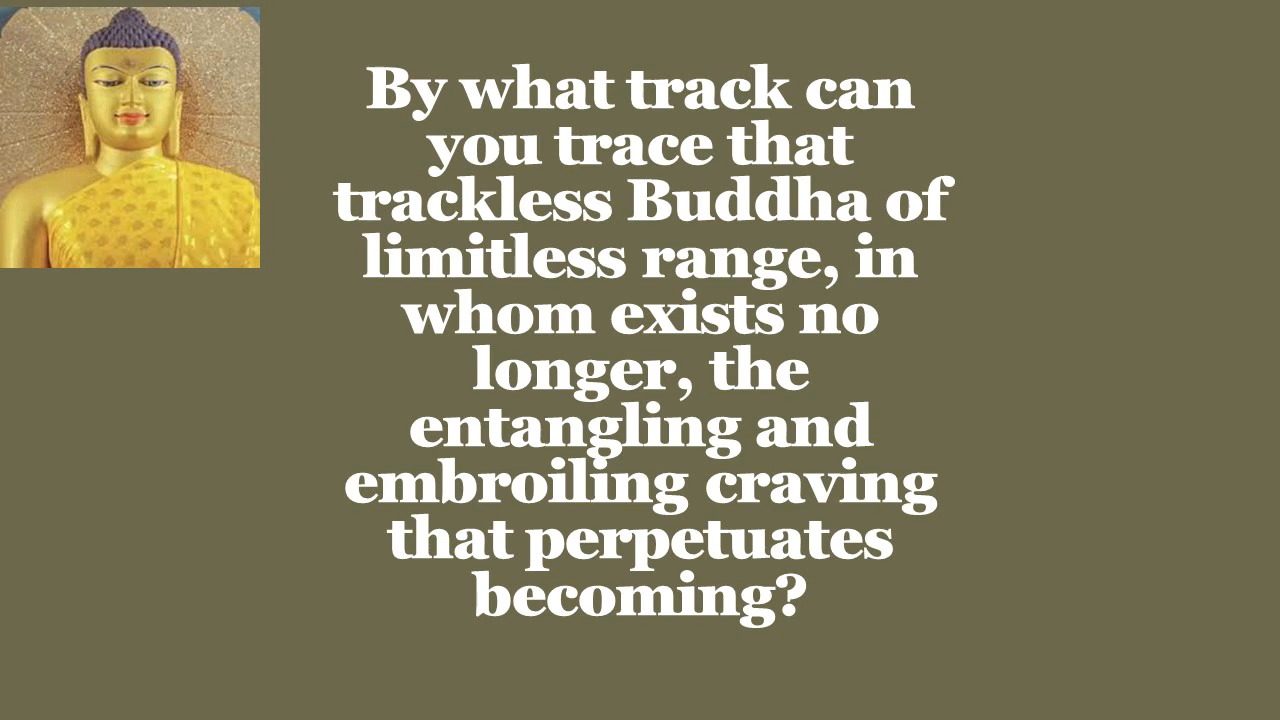 By what track can
you trace that
trackless Buddha of
limitless range, in
whom exists no
longer, the
entangling and
embroiling craving
that perpetuates
becoming?